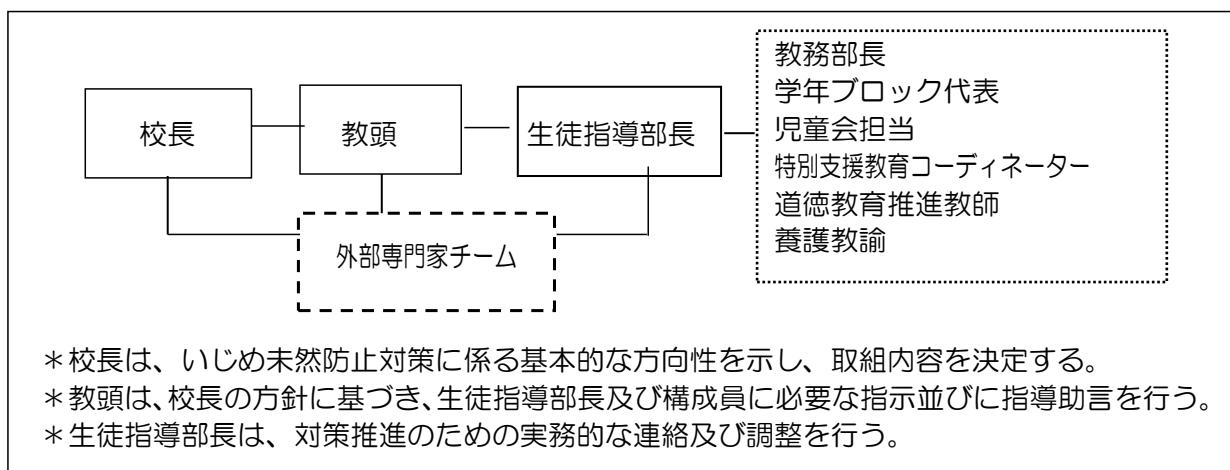 校長
教頭
生徒指導部長
教務部長
学年ブロック代表
児童会担当
特別支援教育コーディネーター
道徳教育推進教師
養護教諭
外部専門家チーム
＊校長は、いじめ未然防止対策に係る基本的な方向性を示し、取組内容を決定する。
＊教頭は、校長の方針に基づき、生徒指導部長及び構成員に必要な指示並びに指導助言を行う。
＊生徒指導部長は、対策推進のための実務的な連絡及び調整を行う。